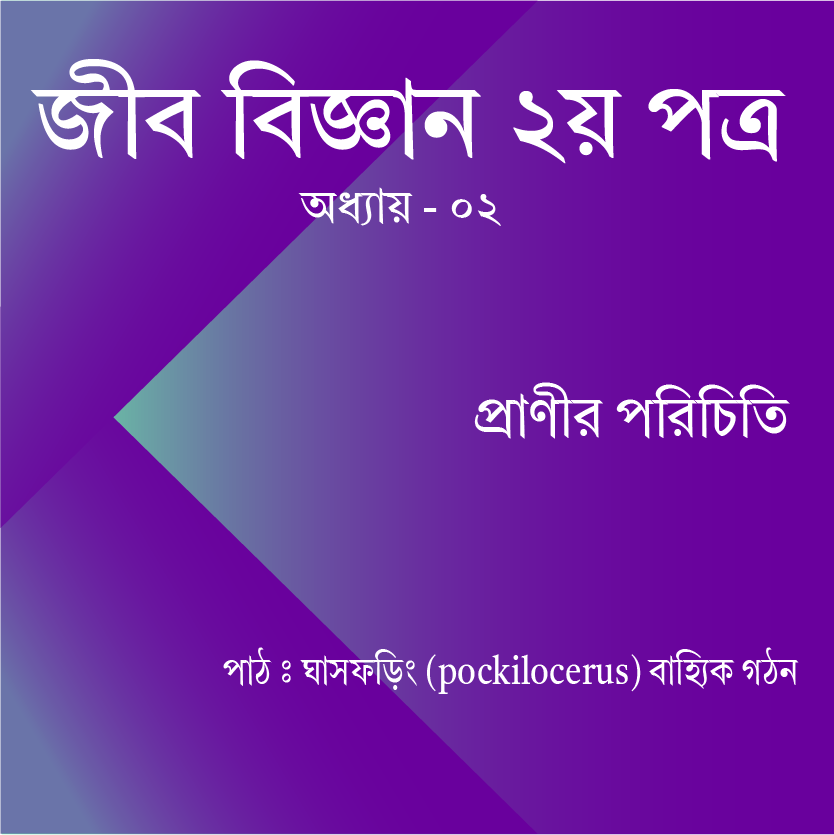 জীব বিজ্ঞান ২য় পত্র
অধ্যায় - ০২
প্রাণীর পরিচিতি
পাঠ ঃ ঘাসফড়িং (pockilocerus) বাহ্যিক গঠন